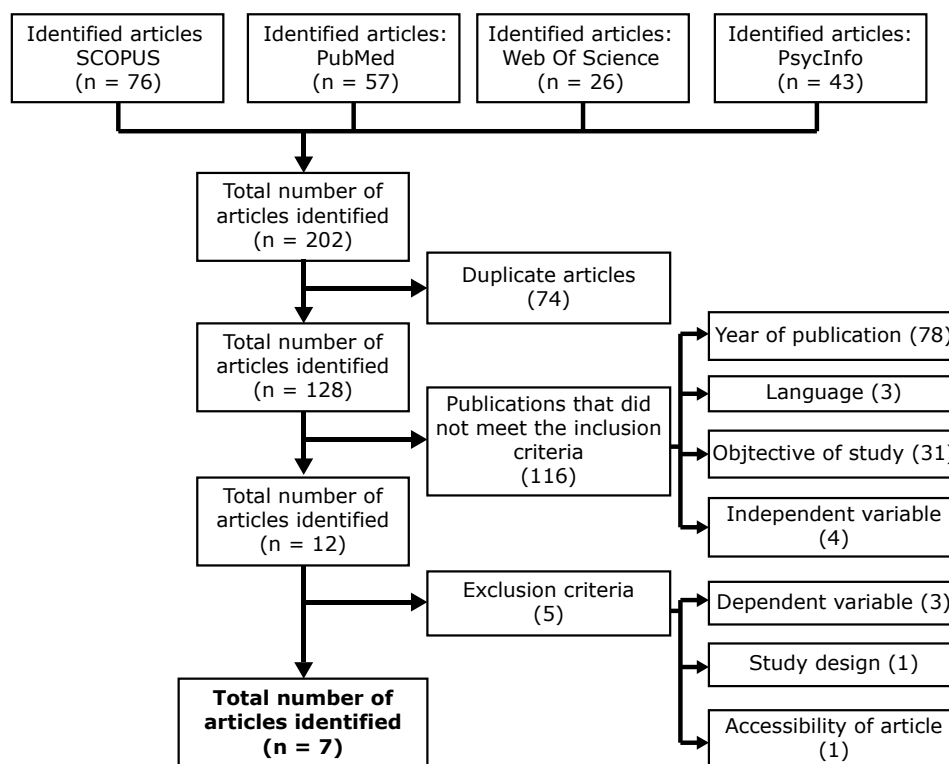 Identified articles
SCOPUS
(n = 76)
Identified articles:
PubMed
(n = 57)
Identified articles:
Web Of Science
(n = 26)
Identified articles:
PsycInfo
(n = 43)
Total number of
articles identified
(n = 202)
Duplicate articles
(74)
Total number of
articles identified
(n = 128)
Publications that did
not meet the inclusion
criteria
(116)
Year of publication (78)
Language (3)
Objtective of study (31)
Independent variable
(4)
Total number of
articles identified
(n = 12)
Exclusion criteria
(5)
Dependent variable (3)
Study design (1)
Accessibility of article
(1)
Total number of
articles identified
(n = 7)